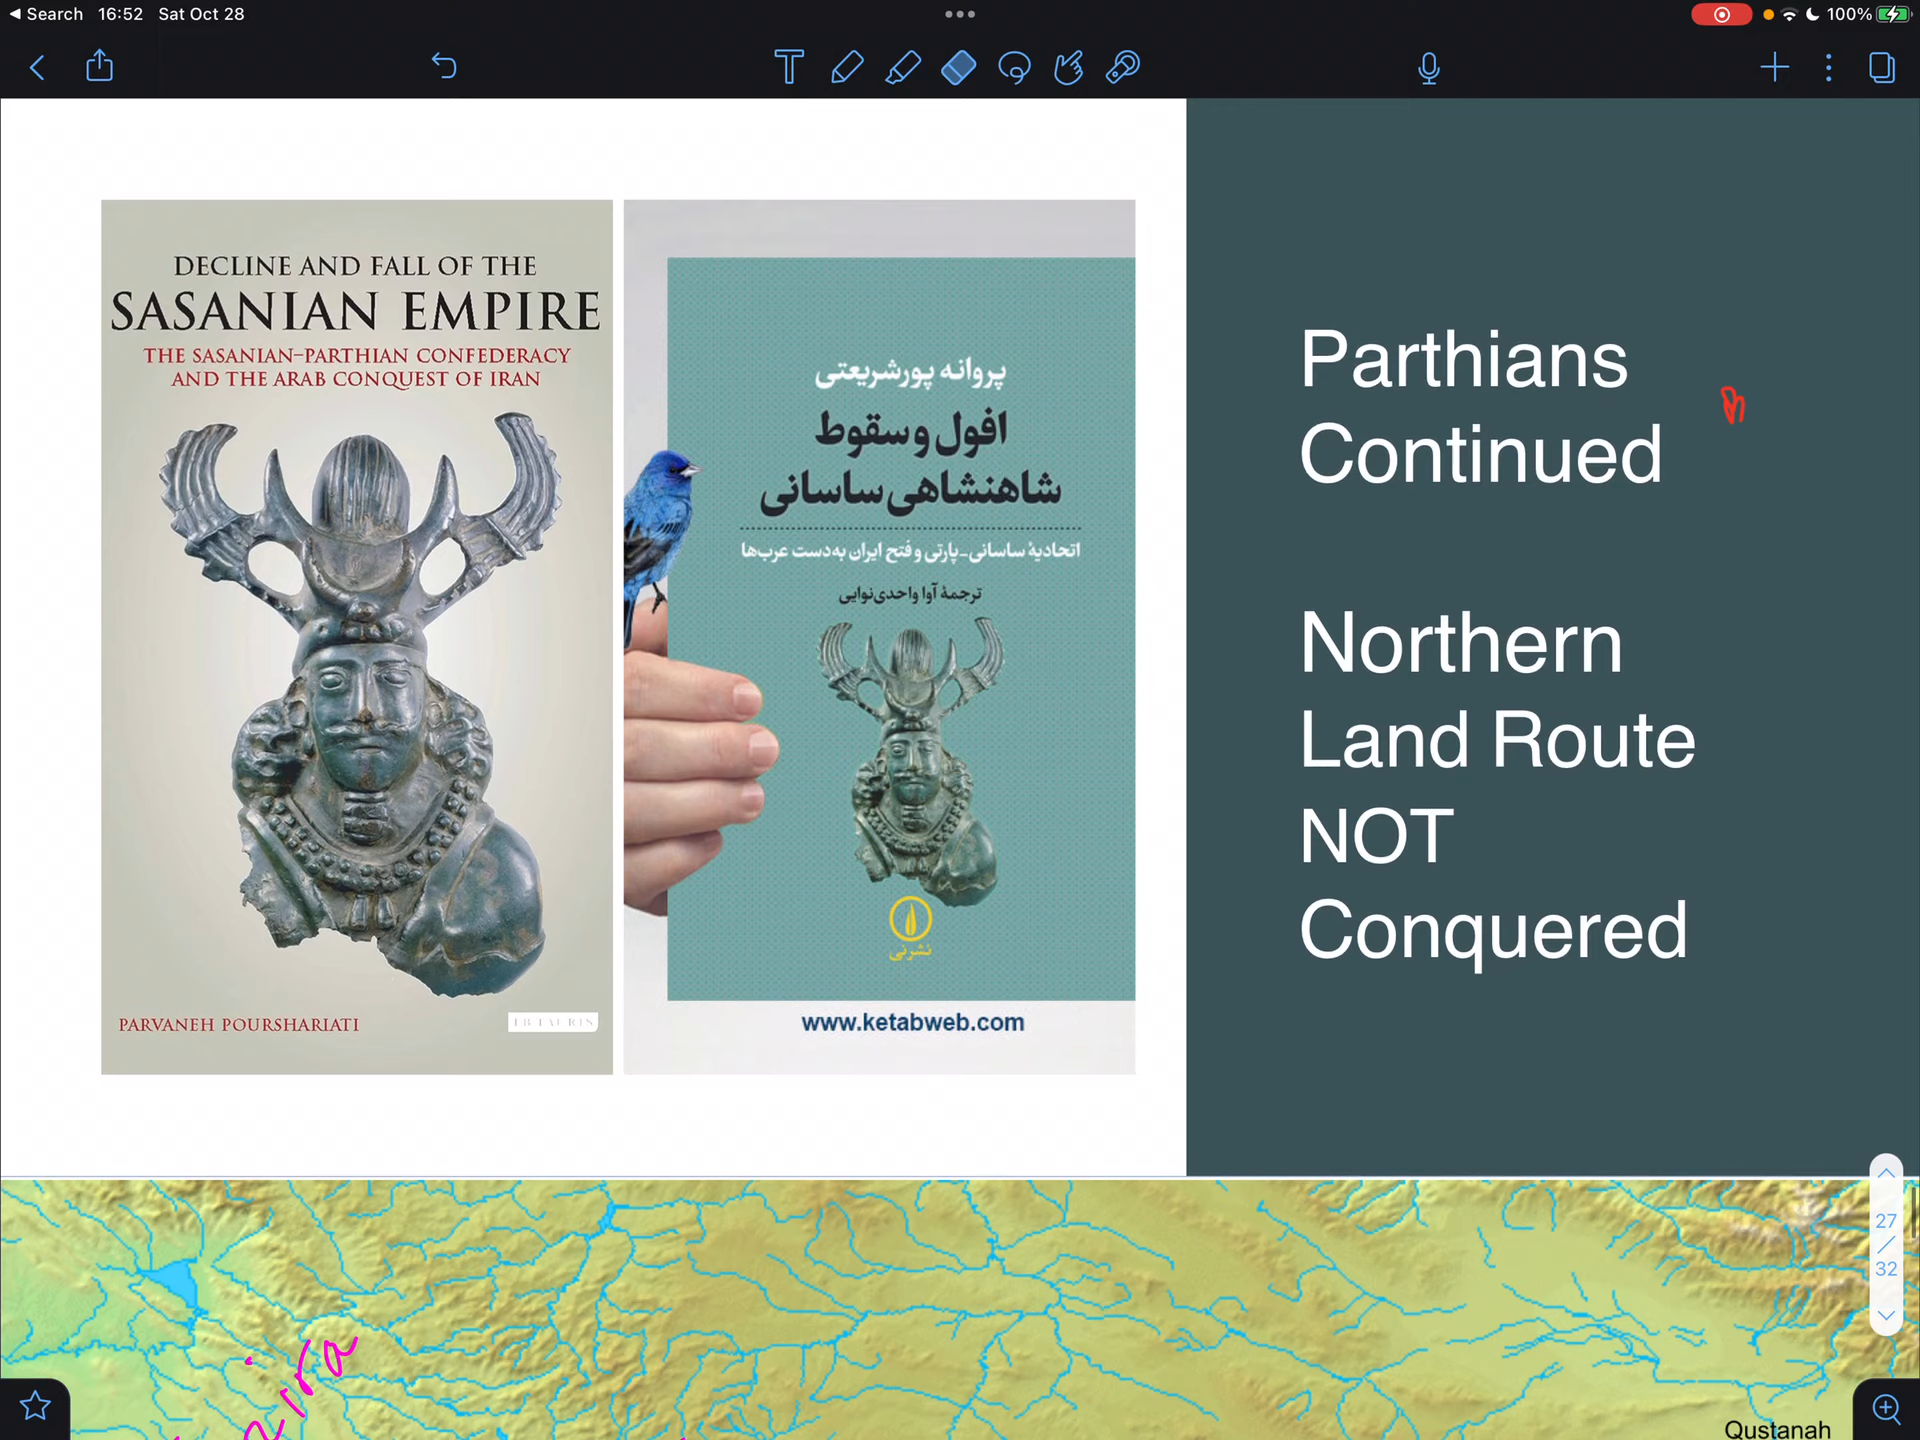 Search 16:52 Sat Oct 28
100%
DECLINE AND FALL OF THE
SASANIAN EMPIRE
THE SASANIAN–PARTHIAN CONFEDERACY
AND THE ARAB CONQUEST OF IRAN
PARVANEH POURSHARIATI
I.B.TAURIS
پروانه پورشریعتی
افول و سقوط
شاهنشاهی ساسانی
اتحادیهٔ ساسانی-پارتی و فتح ایران به‌دست عرب‌ها
ترجمهٔ آوا واحدی‌نوایی
نشرنی
www.ketabweb.com
Parthians
Continued
Northern
Land Route
NOT
Conquered
27
/
32
Qustanah